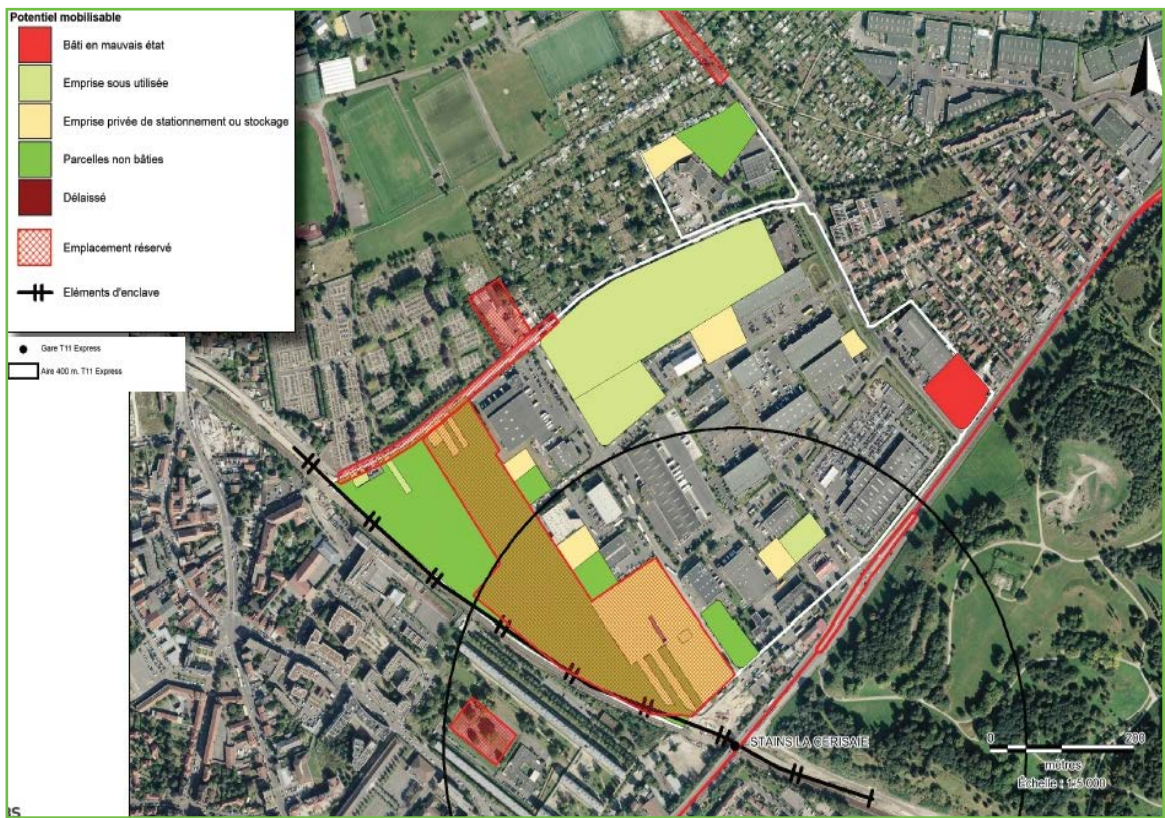 Potentiel mobilisable
Bâti en mauvais état
Emprise sous utilisée
Emprise privée de stationnement ou stockage
Parcelles non bâties
Délaissé
Emplacement réservé
Eléments d'enclave
Gare T11 Express
Aire 400 m. T11 Express
STAINS LA CERISAIE
0 200
mètres
Échelle : 1:5 000